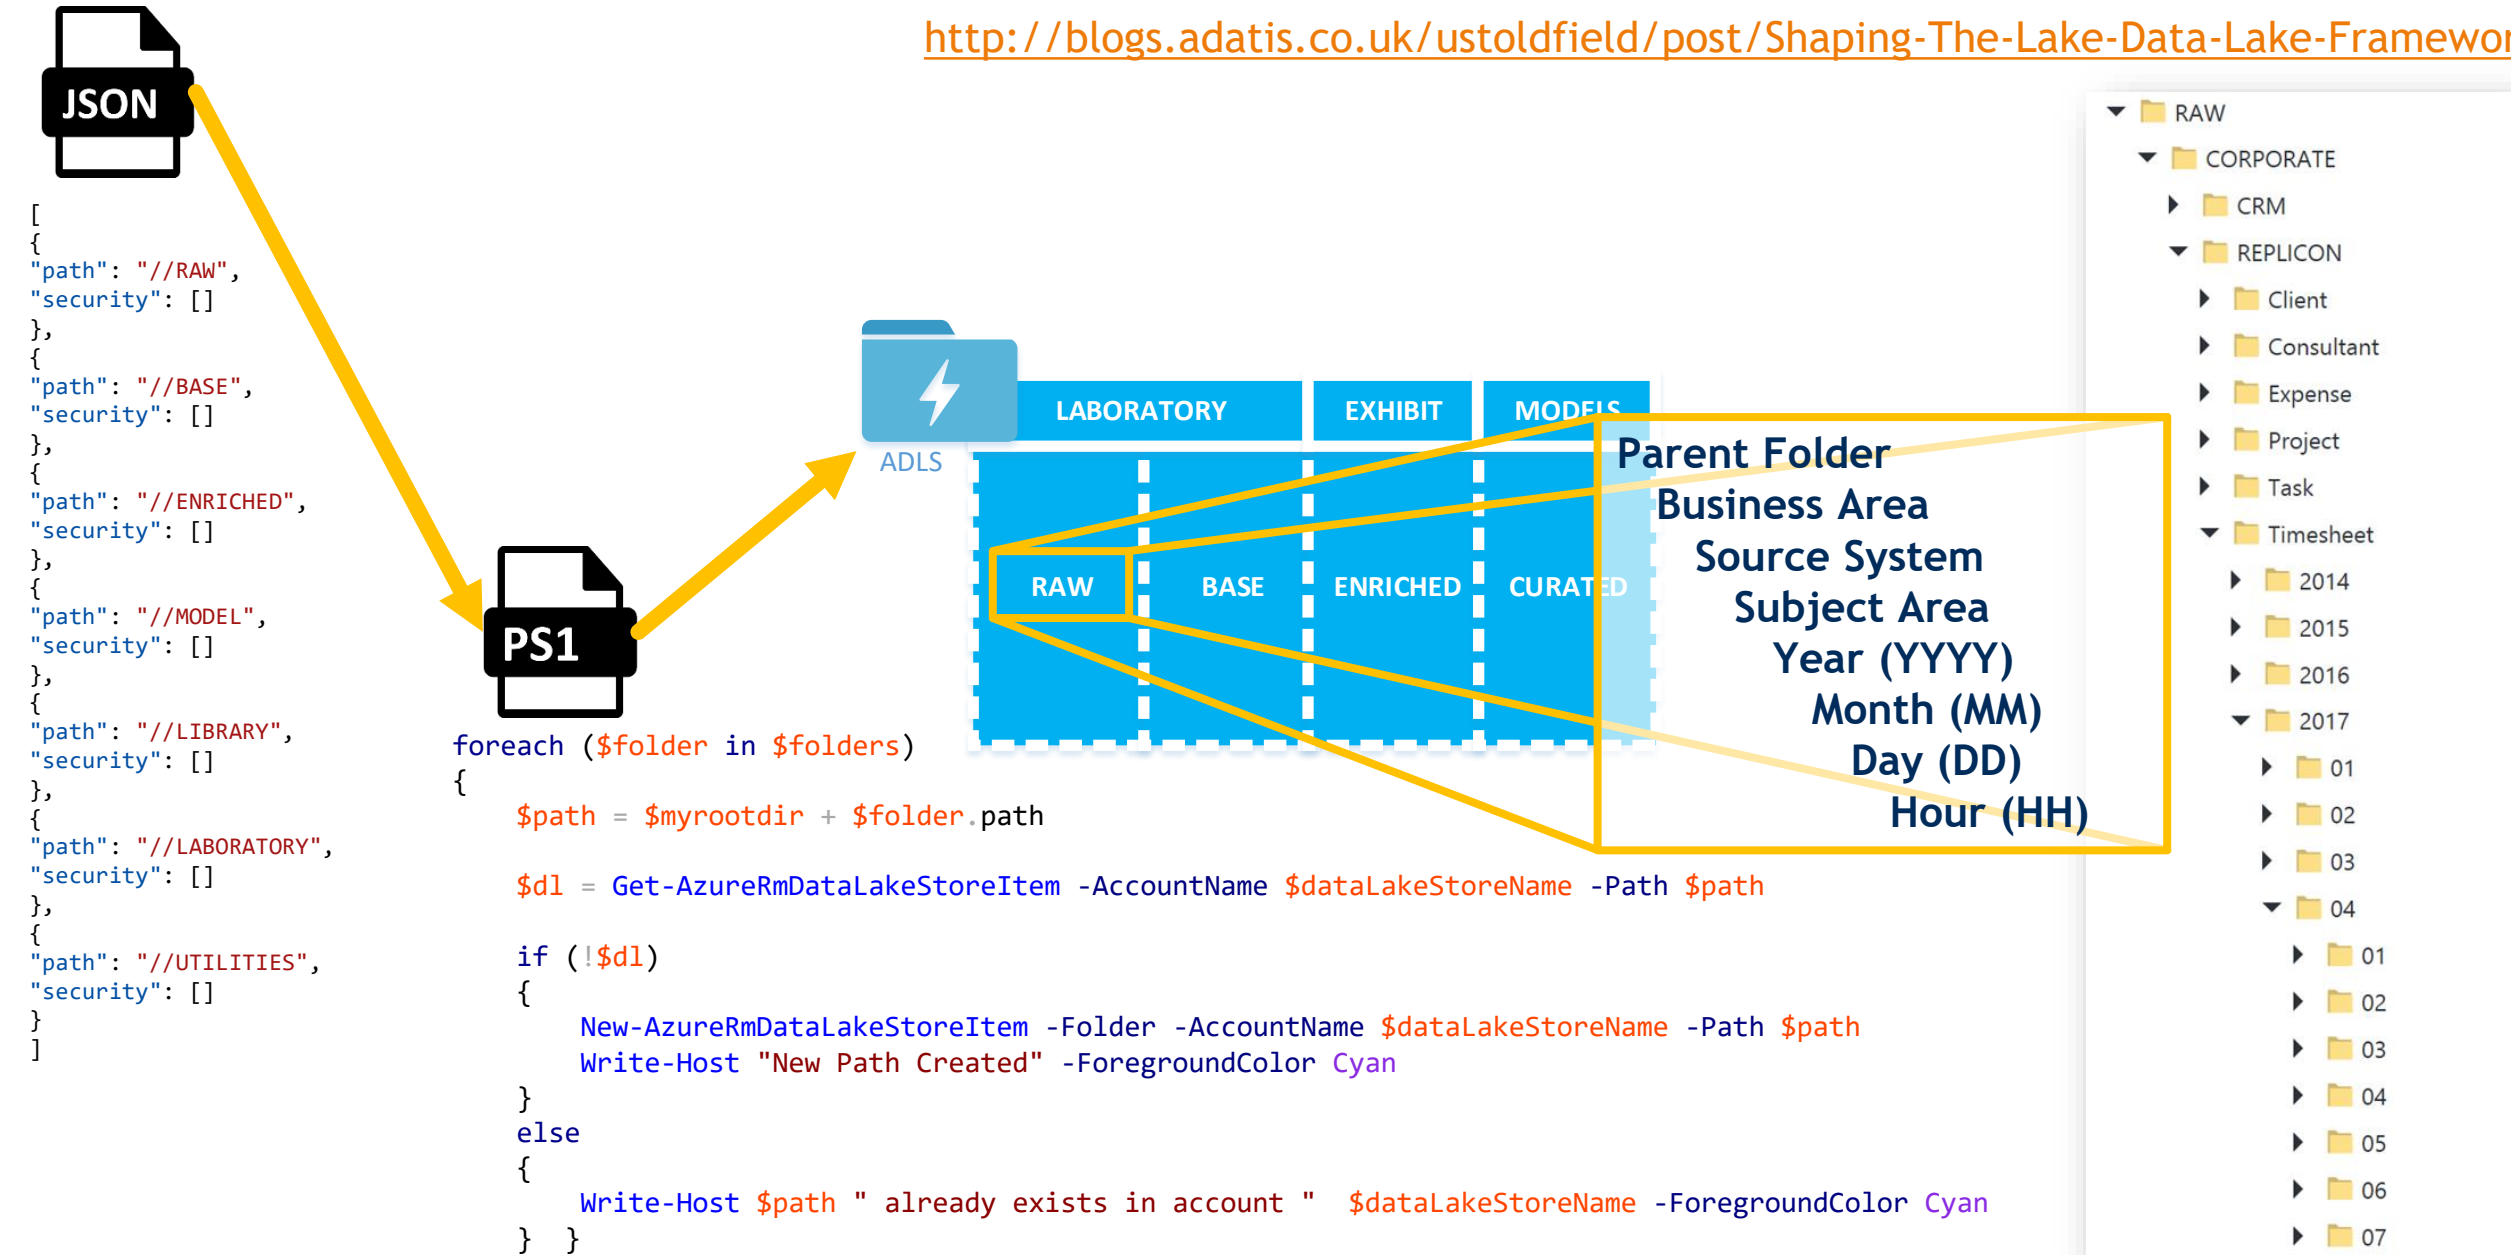 http://blogs.adatis.co.uk/ustoldfield/post/Shaping-The-Lake-Data-Lake-Framewor
JSON
[
{
"path": "//RAW",
"security": []
},
{
"path": "//BASE",
"security": []
},
{
"path": "//ENRICHED",
"security": []
},
{
"path": "//MODEL",
"security": []
},
{
"path": "//LIBRARY",
"security": []
},
{
"path": "//LABORATORY",
"security": []
},
{
"path": "//UTILITIES",
"security": []
}
]
PS1
foreach ($folder in $folders)
{
$path = $myrootdir + $folder.path
$dl = Get-AzureRmDataLakeStoreItem -AccountName $dataLakeStoreName -Path $path
if (!$dl)
{
New-AzureRmDataLakeStoreItem -Folder -AccountName $dataLakeStoreName -Path $path
Write-Host "New Path Created" -ForegroundColor Cyan
}
else
{
Write-Host $path " already exists in account " $dataLakeStoreName -ForegroundColor Cyan
} }
ADLS
LABORATORY EXHIBIT MODELS
RAW BASE ENRICHED CURATED
Parent Folder
Business Area
Source System
Subject Area
Year (YYYY)
Month (MM)
Day (DD)
Hour (HH)
RAW
CORPORATE
CRM
REPLICON
Client
Consultant
Expense
Project
Task
Timesheet
2014
2015
2016
2017
01
02
03
04
01
02
03
04
05
06
07